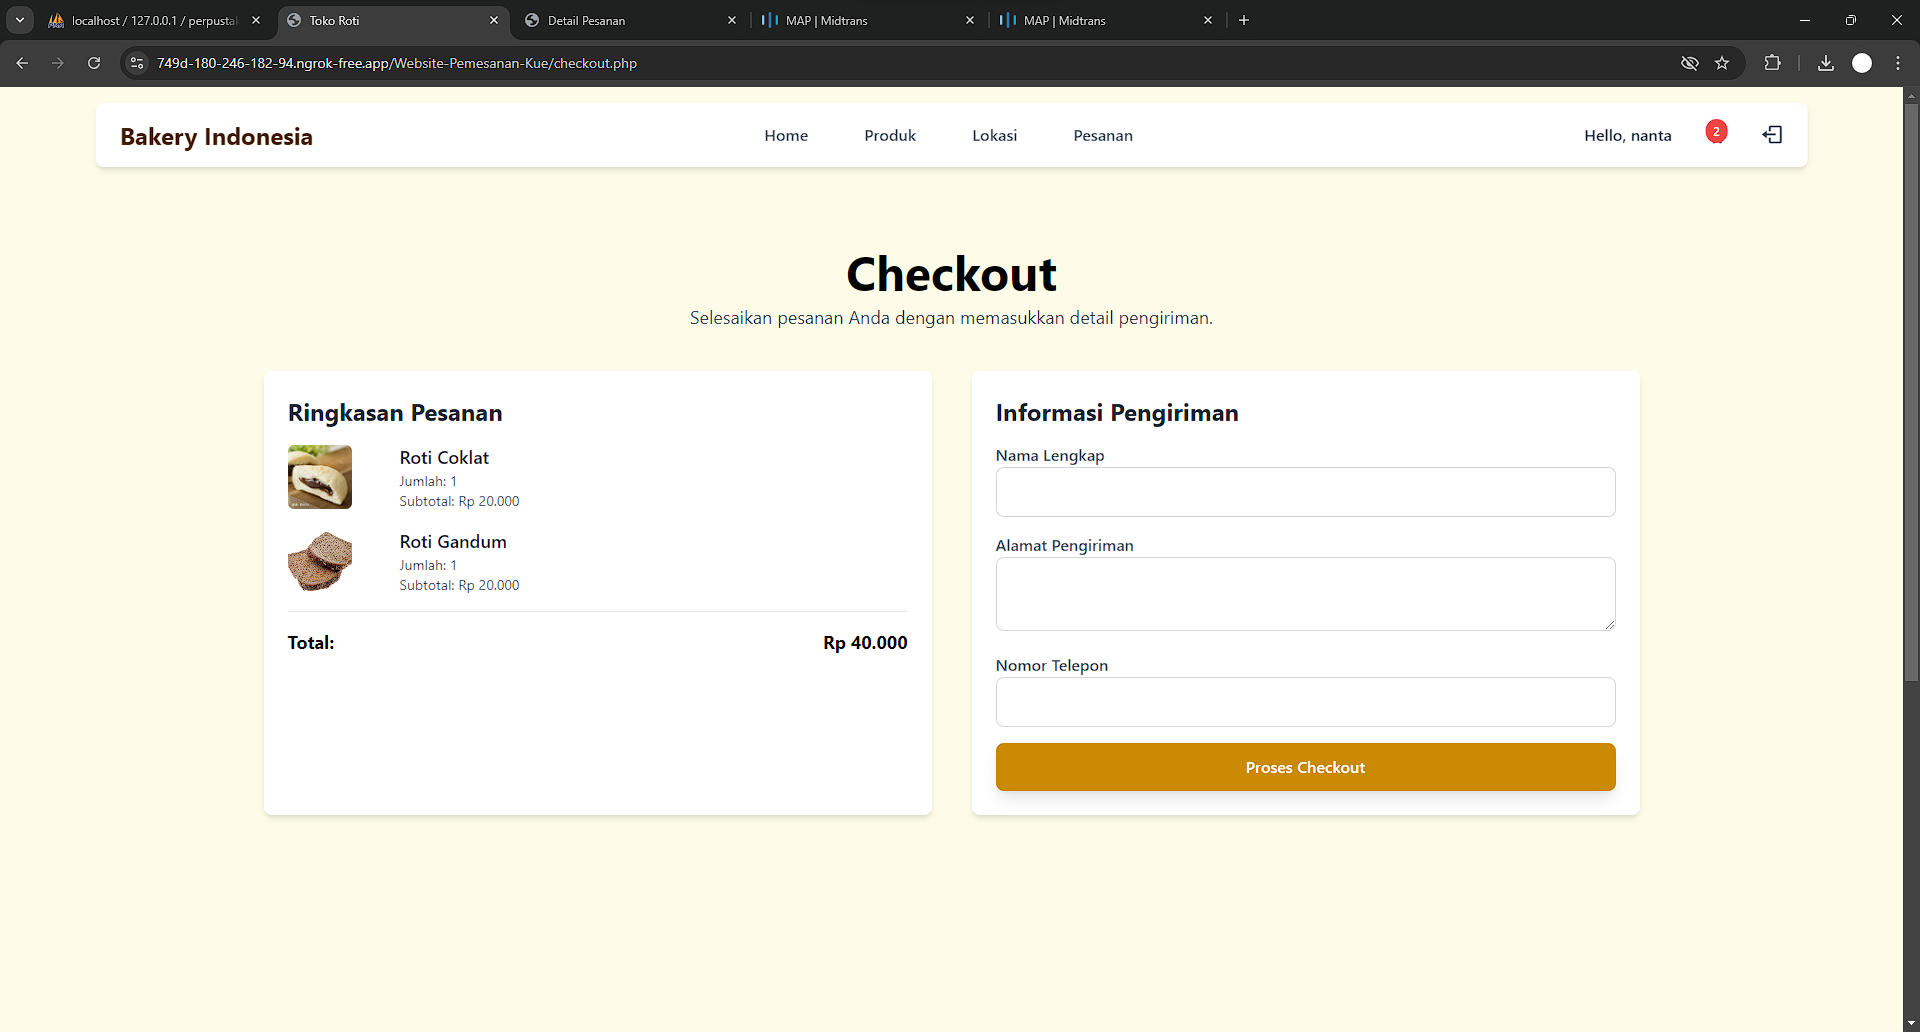 localhost / 127.0.0.1 / perpusta
Toko Roti
Detail Pesanan
MAP | Midtrans
MAP | Midtrans
749d-180-246-182-94.ngrok-free.app/Website-Pemesanan-Kue/checkout.php
Bakery Indonesia
Home
Produk
Lokasi
Pesanan
Hello, nanta
2
Checkout
Selesaikan pesanan Anda dengan memasukkan detail pengiriman.
Ringkasan Pesanan
Roti Coklat
Jumlah: 1
Subtotal: Rp 20.000
Roti Gandum
Jumlah: 1
Subtotal: Rp 20.000
Total:
Rp 40.000
Informasi Pengiriman
Nama Lengkap
Alamat Pengiriman
Nomor Telepon
Proses Checkout